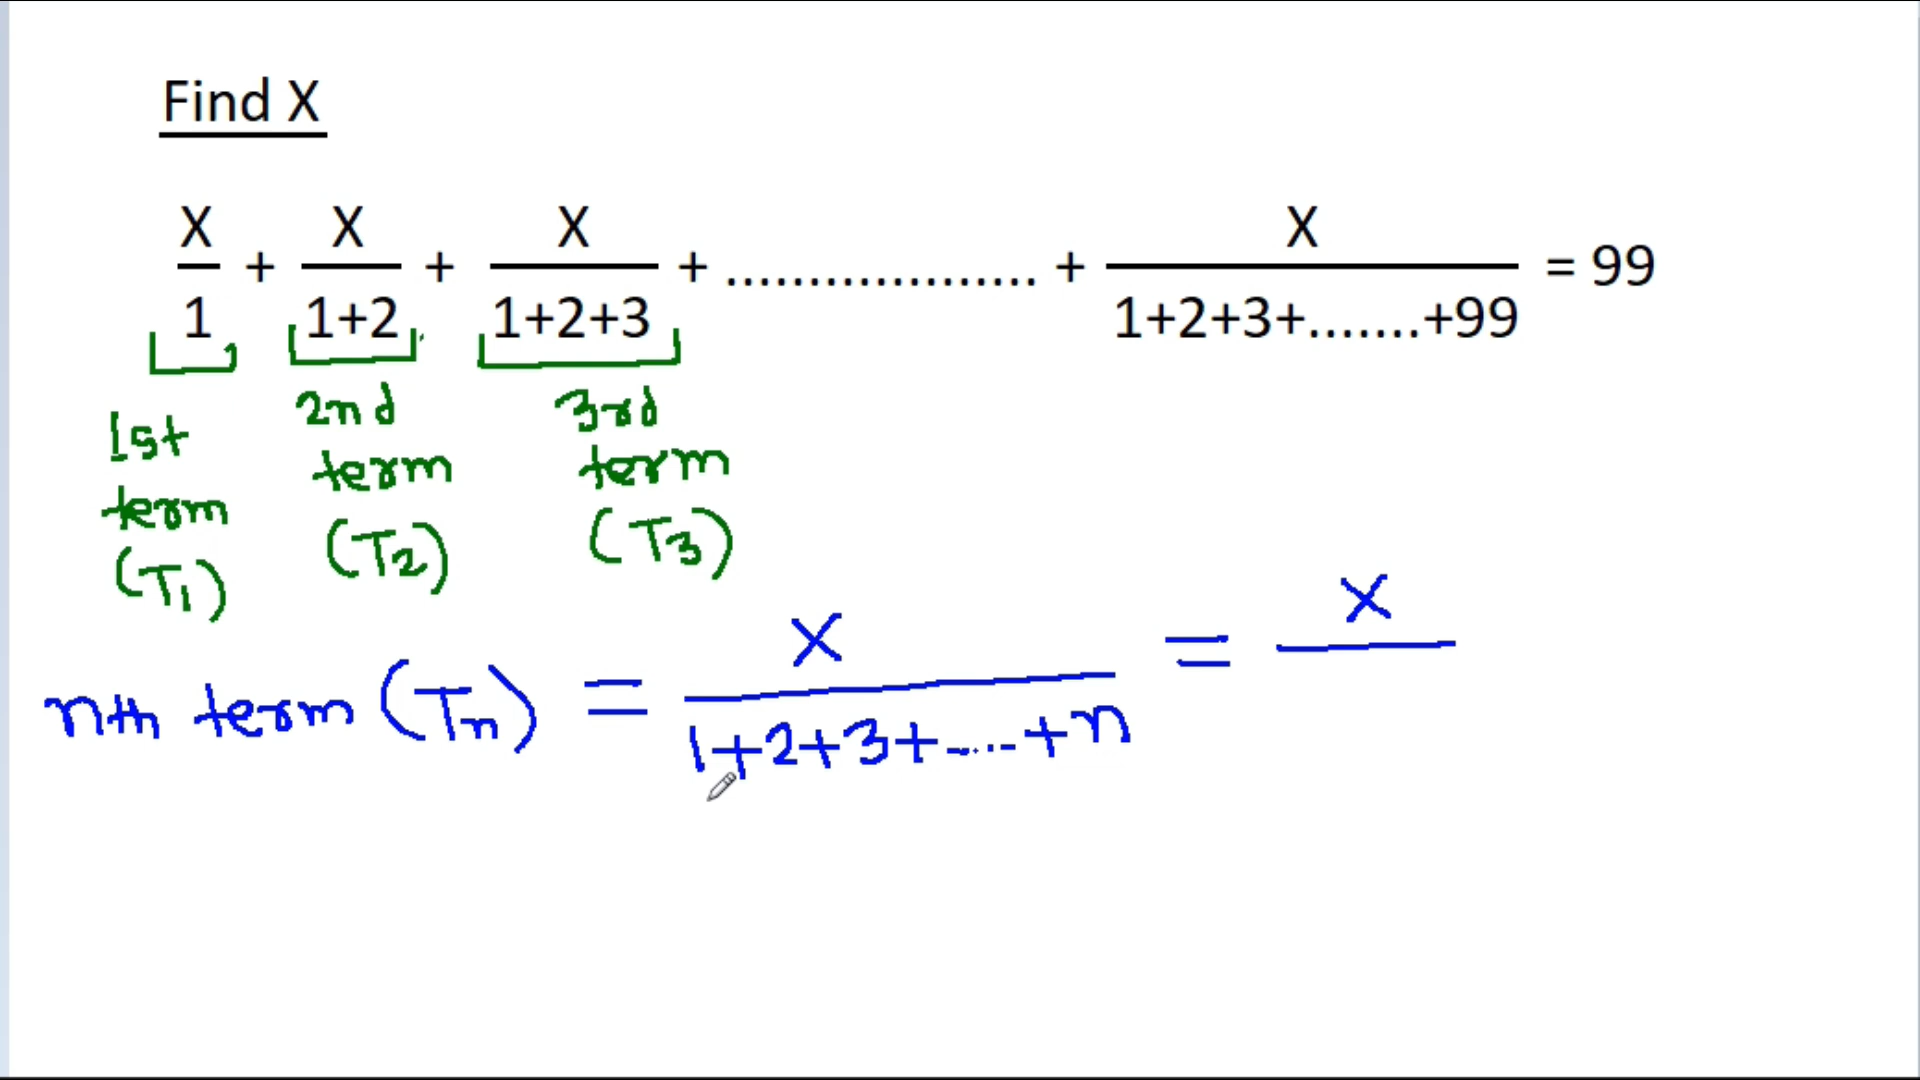 Find X
X/1 + X/1+2 + X/1+2+3 + ................... + X/1+2+3+.......+99 = 99
1st term (T1)
2nd term (T2)
3rd term (T3)
nth term (Tn) = X/1+2+3+.....+n = X/